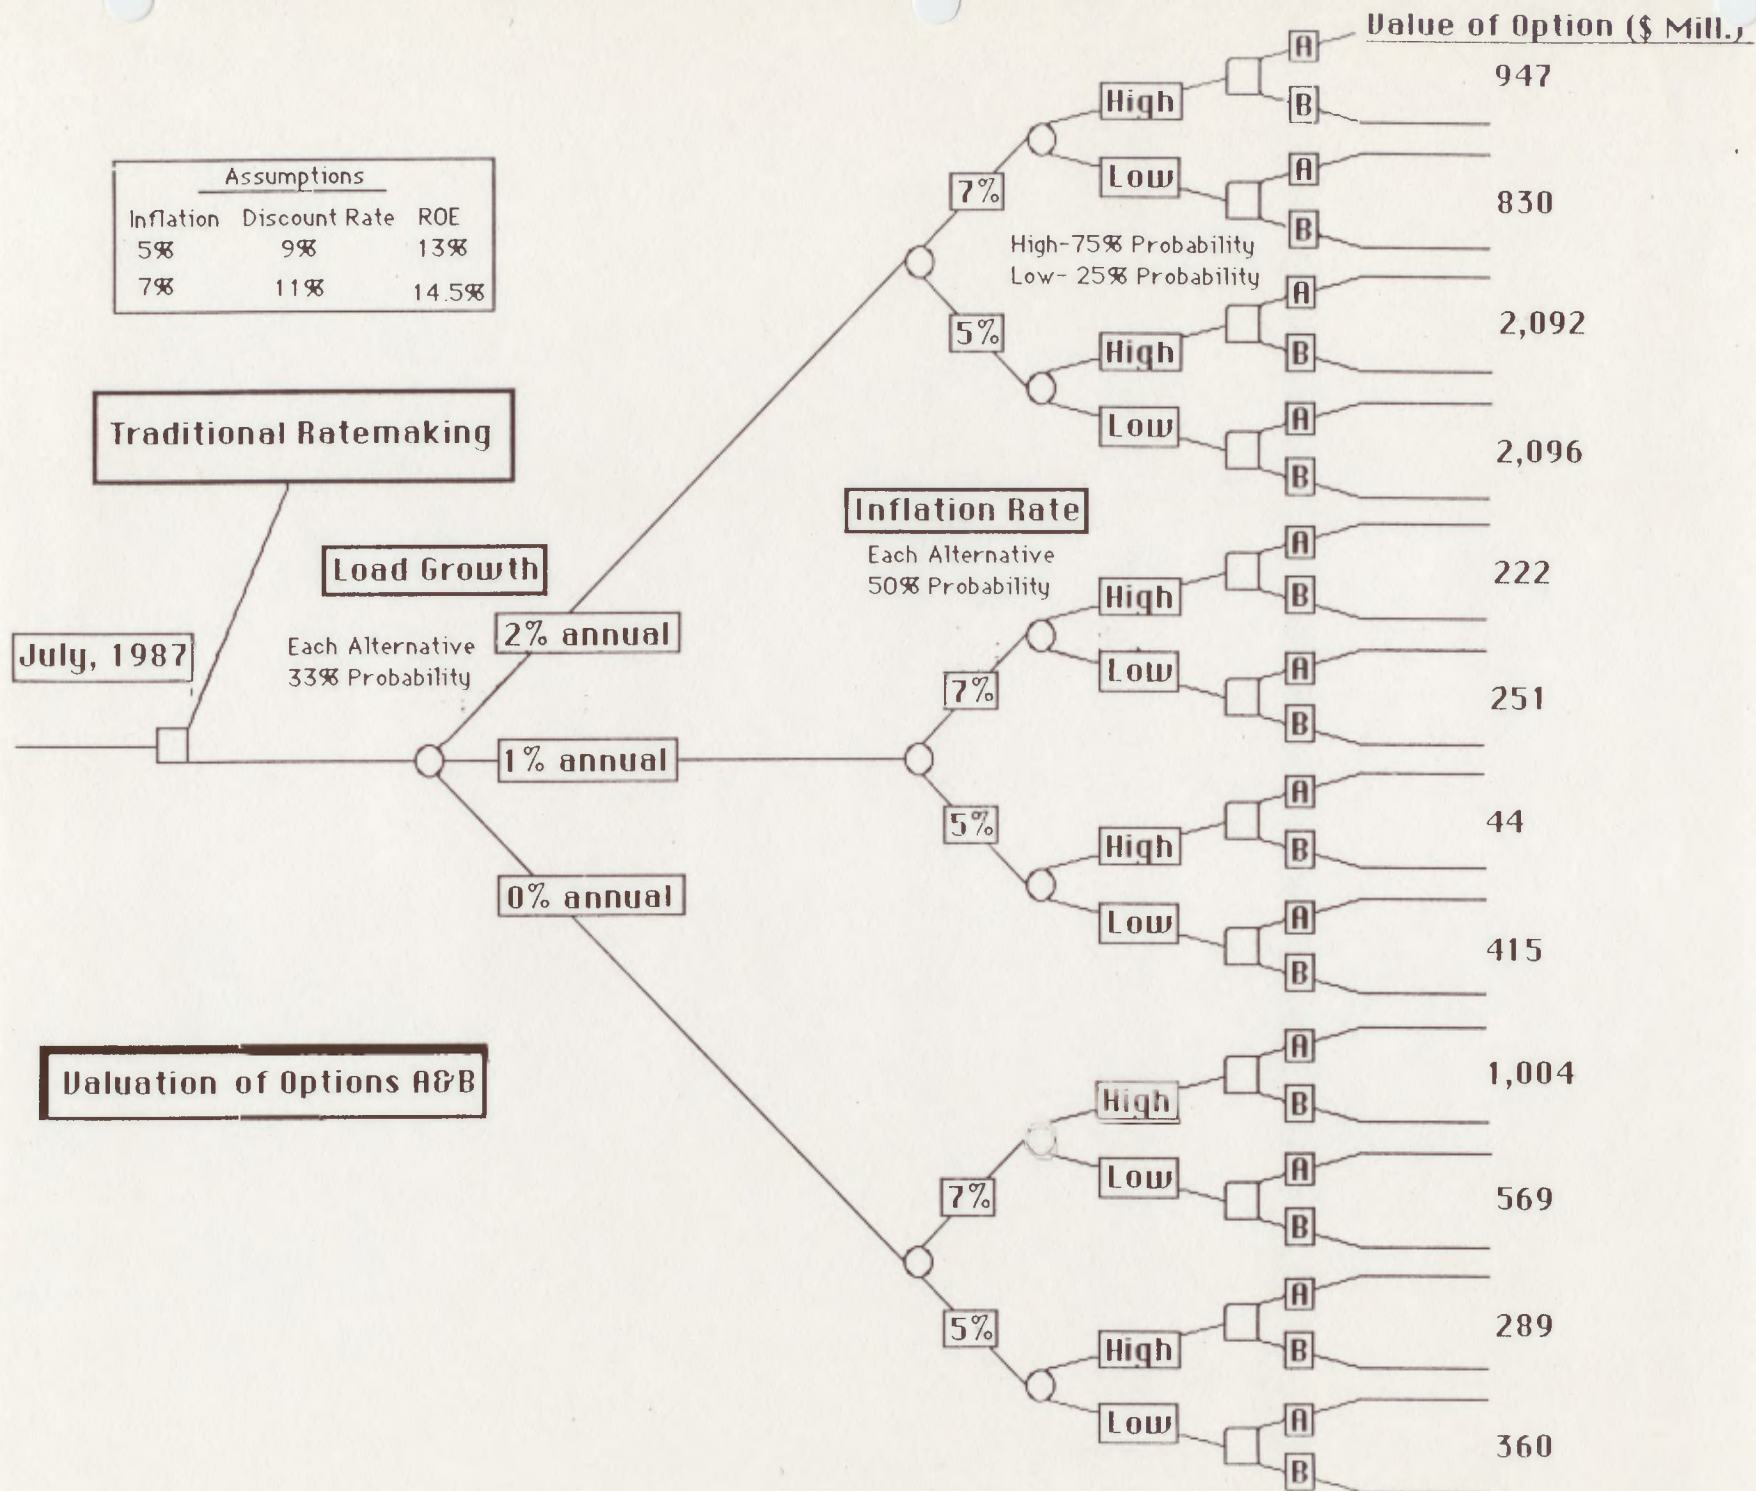 Value of Option ($ Mill.)
A
947
High
B
Assumptions
Inflation Discount Rate ROE
5% 9% 13%
7% 11% 14.5%
7%
Low
A
830
B
High-75% Probability
Low- 25% Probability
5%
High
A
2,092
B
Low
A
2,096
B
Traditional Ratemaking
Inflation Rate
Each Alternative
50% Probability
Load Growth
Each Alternative
33% Probability
July, 1987
2% annual
1% annual
0% annual
7%
High
A
222
B
Low
A
251
B
5%
High
A
44
B
Low
A
415
B
Valuation of Options A&B
7%
High
A
1,004
B
Low
A
569
B
5%
High
A
289
B
Low
A
360
B